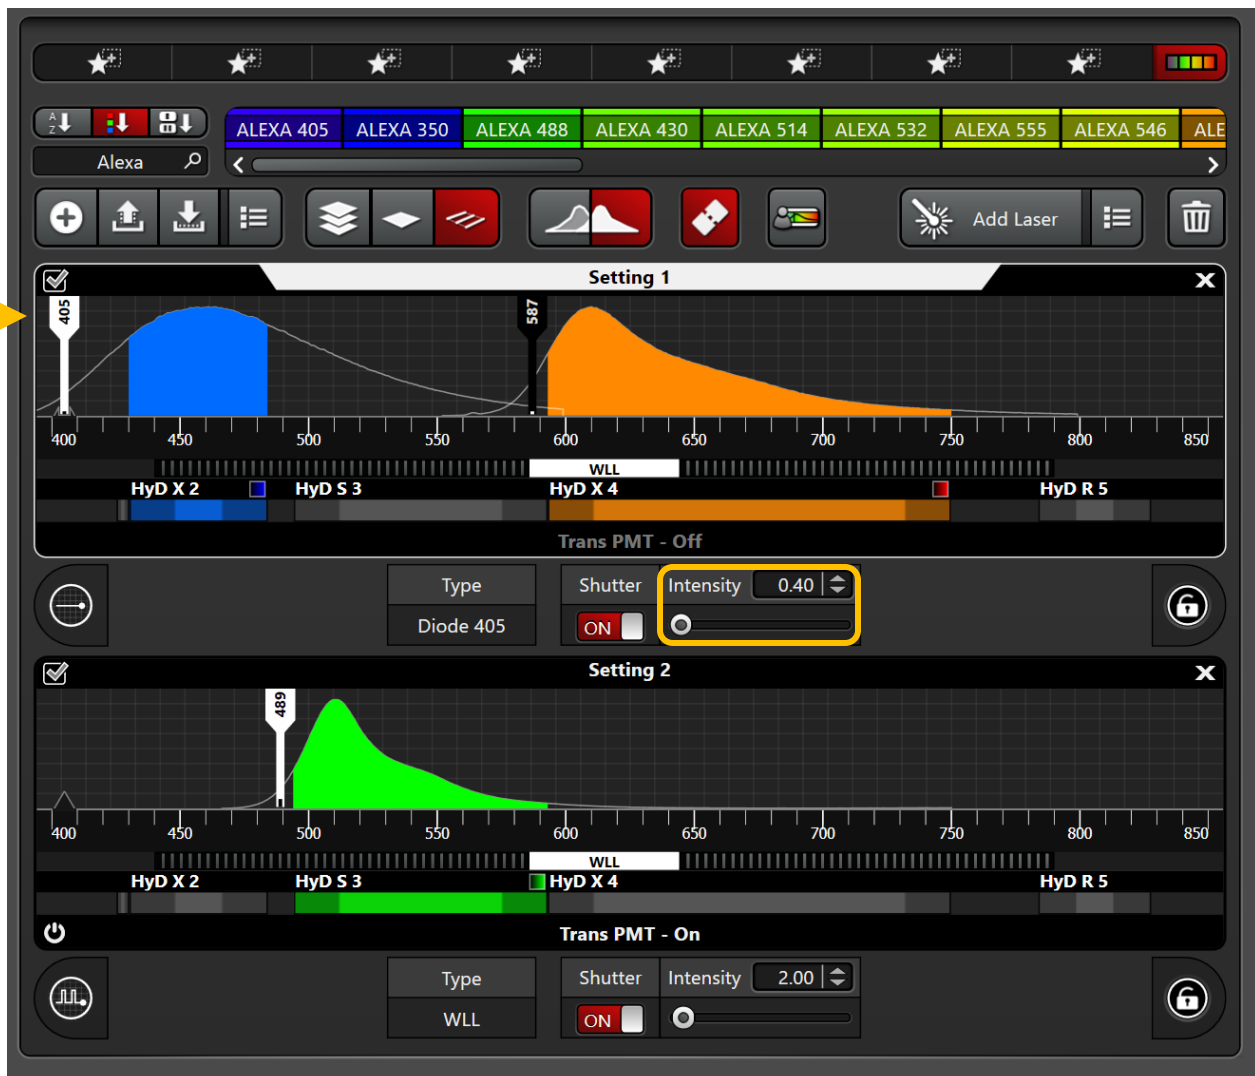 A Z
ALEXA 405 ALEXA 350 ALEXA 488 ALEXA 430 ALEXA 514 ALEXA 532 ALEXA 555 ALEXA 546 ALE
Alexa
Add Laser
Setting 1
405 587
400 450 500 550 600 650 700 750 800 850
WLL
HyD X 2 HyD S 3 HyD X 4 HyD R 5
Trans PMT - Off
Type Shutter Intensity 0.40
Diode 405 ON
Setting 2
489
400 450 500 550 600 650 700 750 800 850
WLL
HyD X 2 HyD S 3 HyD X 4 HyD R 5
Trans PMT - On
Type Shutter Intensity 2.00
WLL ON